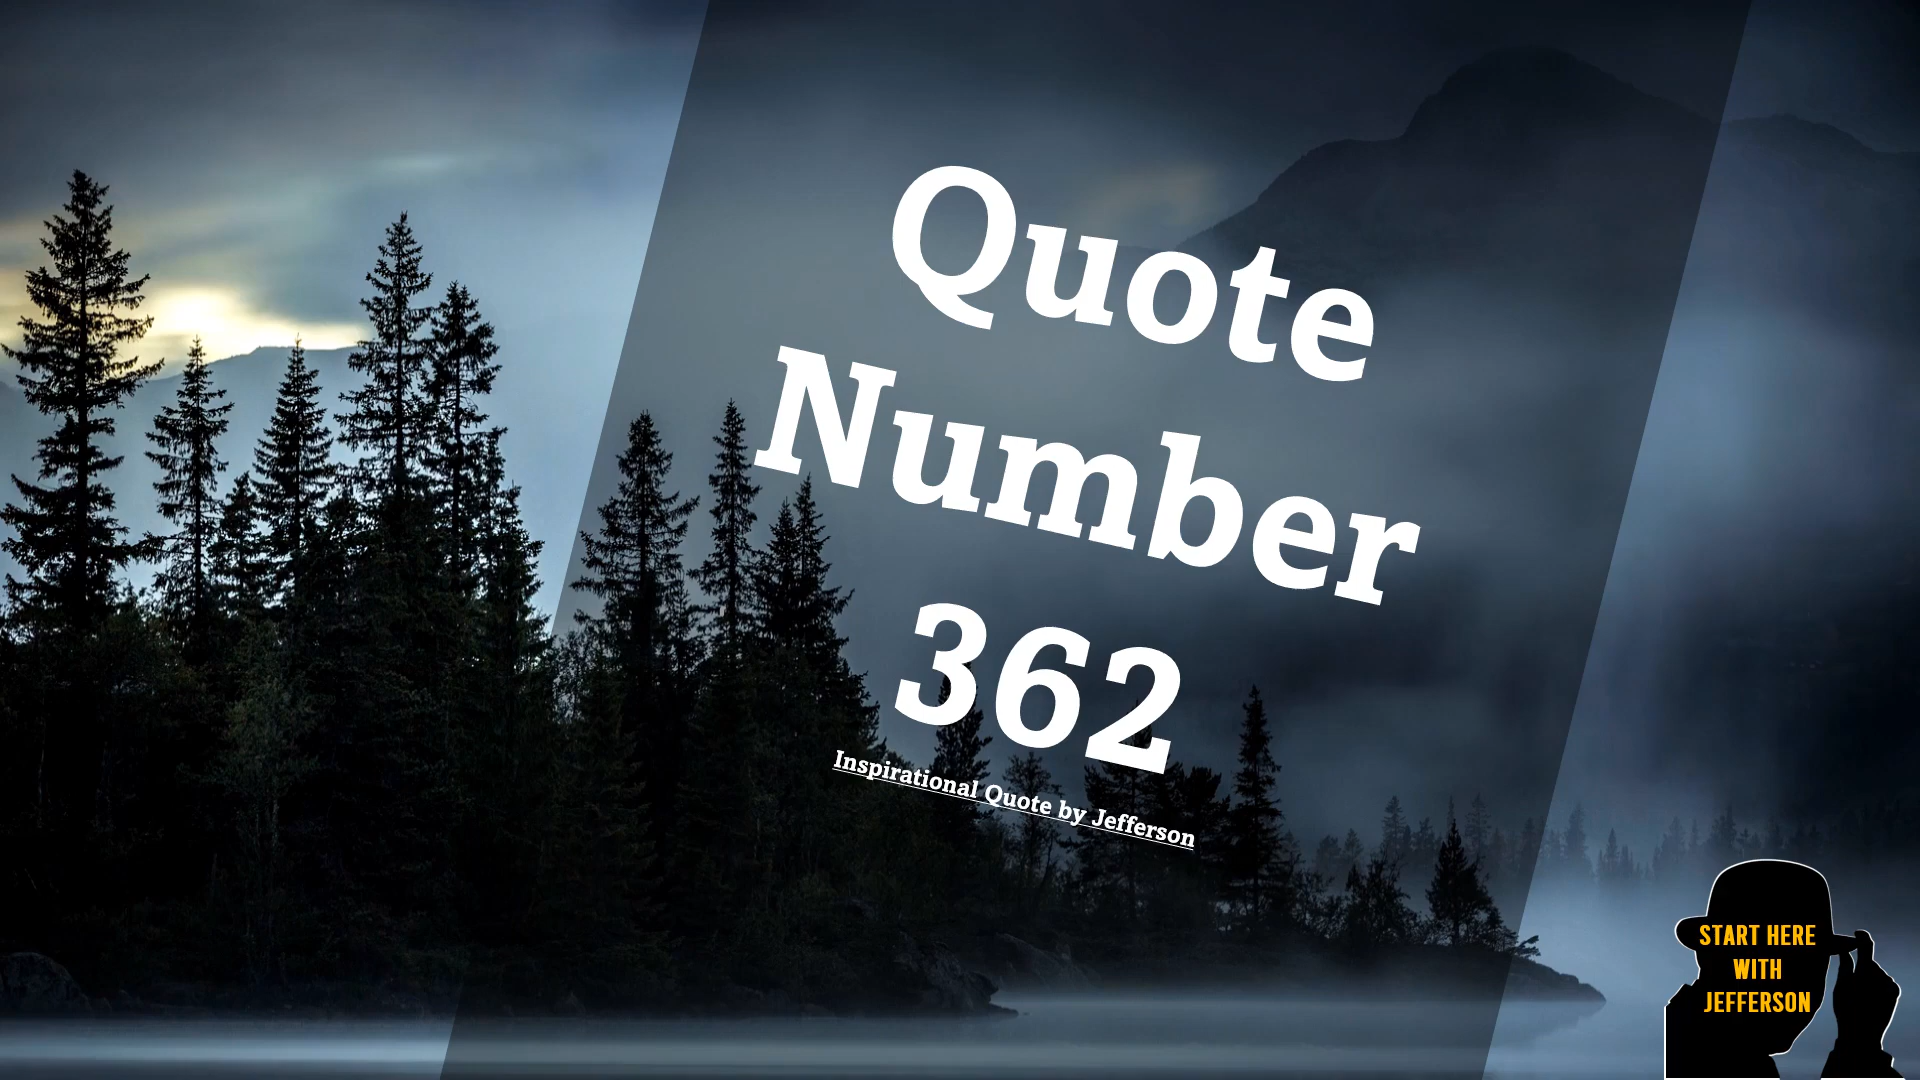 Quote
Number
362
Inspirational Quote by Jefferson
START HERE
WITH
JEFFERSON